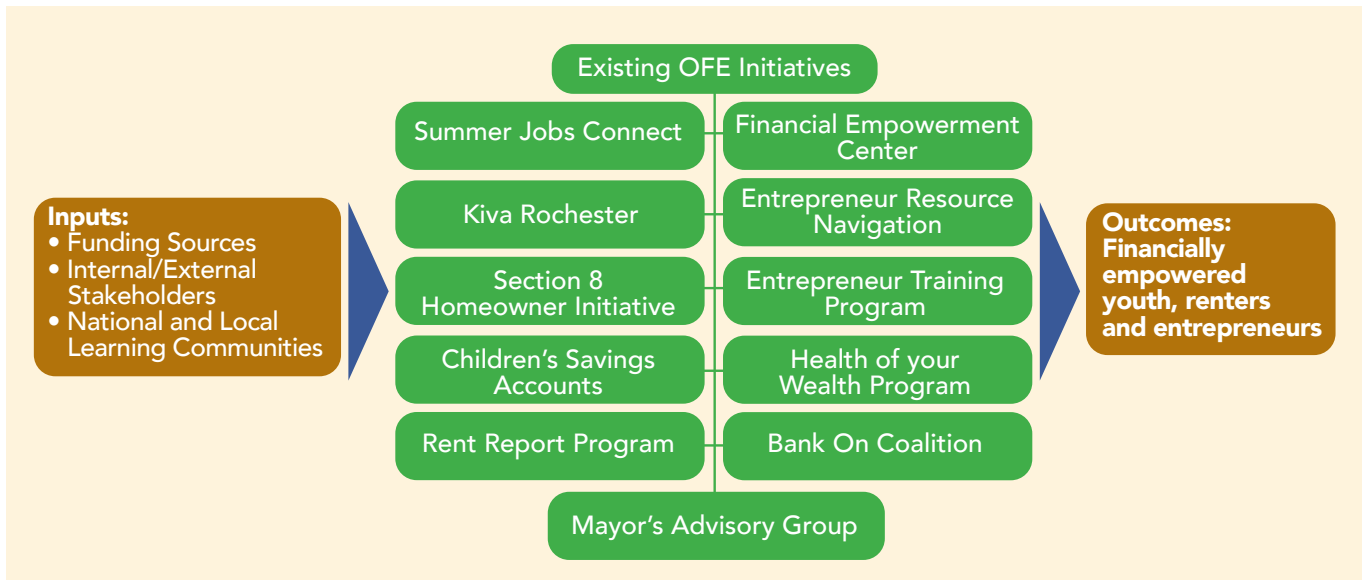 Existing OFE Initiatives
Inputs:
• Funding Sources
• Internal/External
Stakeholders
• National and Local
Learning Communities
Summer Jobs Connect
Financial Empowerment
Center
Kiva Rochester
Entrepreneur Resource
Navigation
Section 8
Homeowner Initiative
Entrepreneur Training
Program
Children’s Savings
Accounts
Health of your
Wealth Program
Rent Report Program
Bank On Coalition
Mayor’s Advisory Group
Outcomes:
Financially
empowered
youth, renters
and entrepreneurs